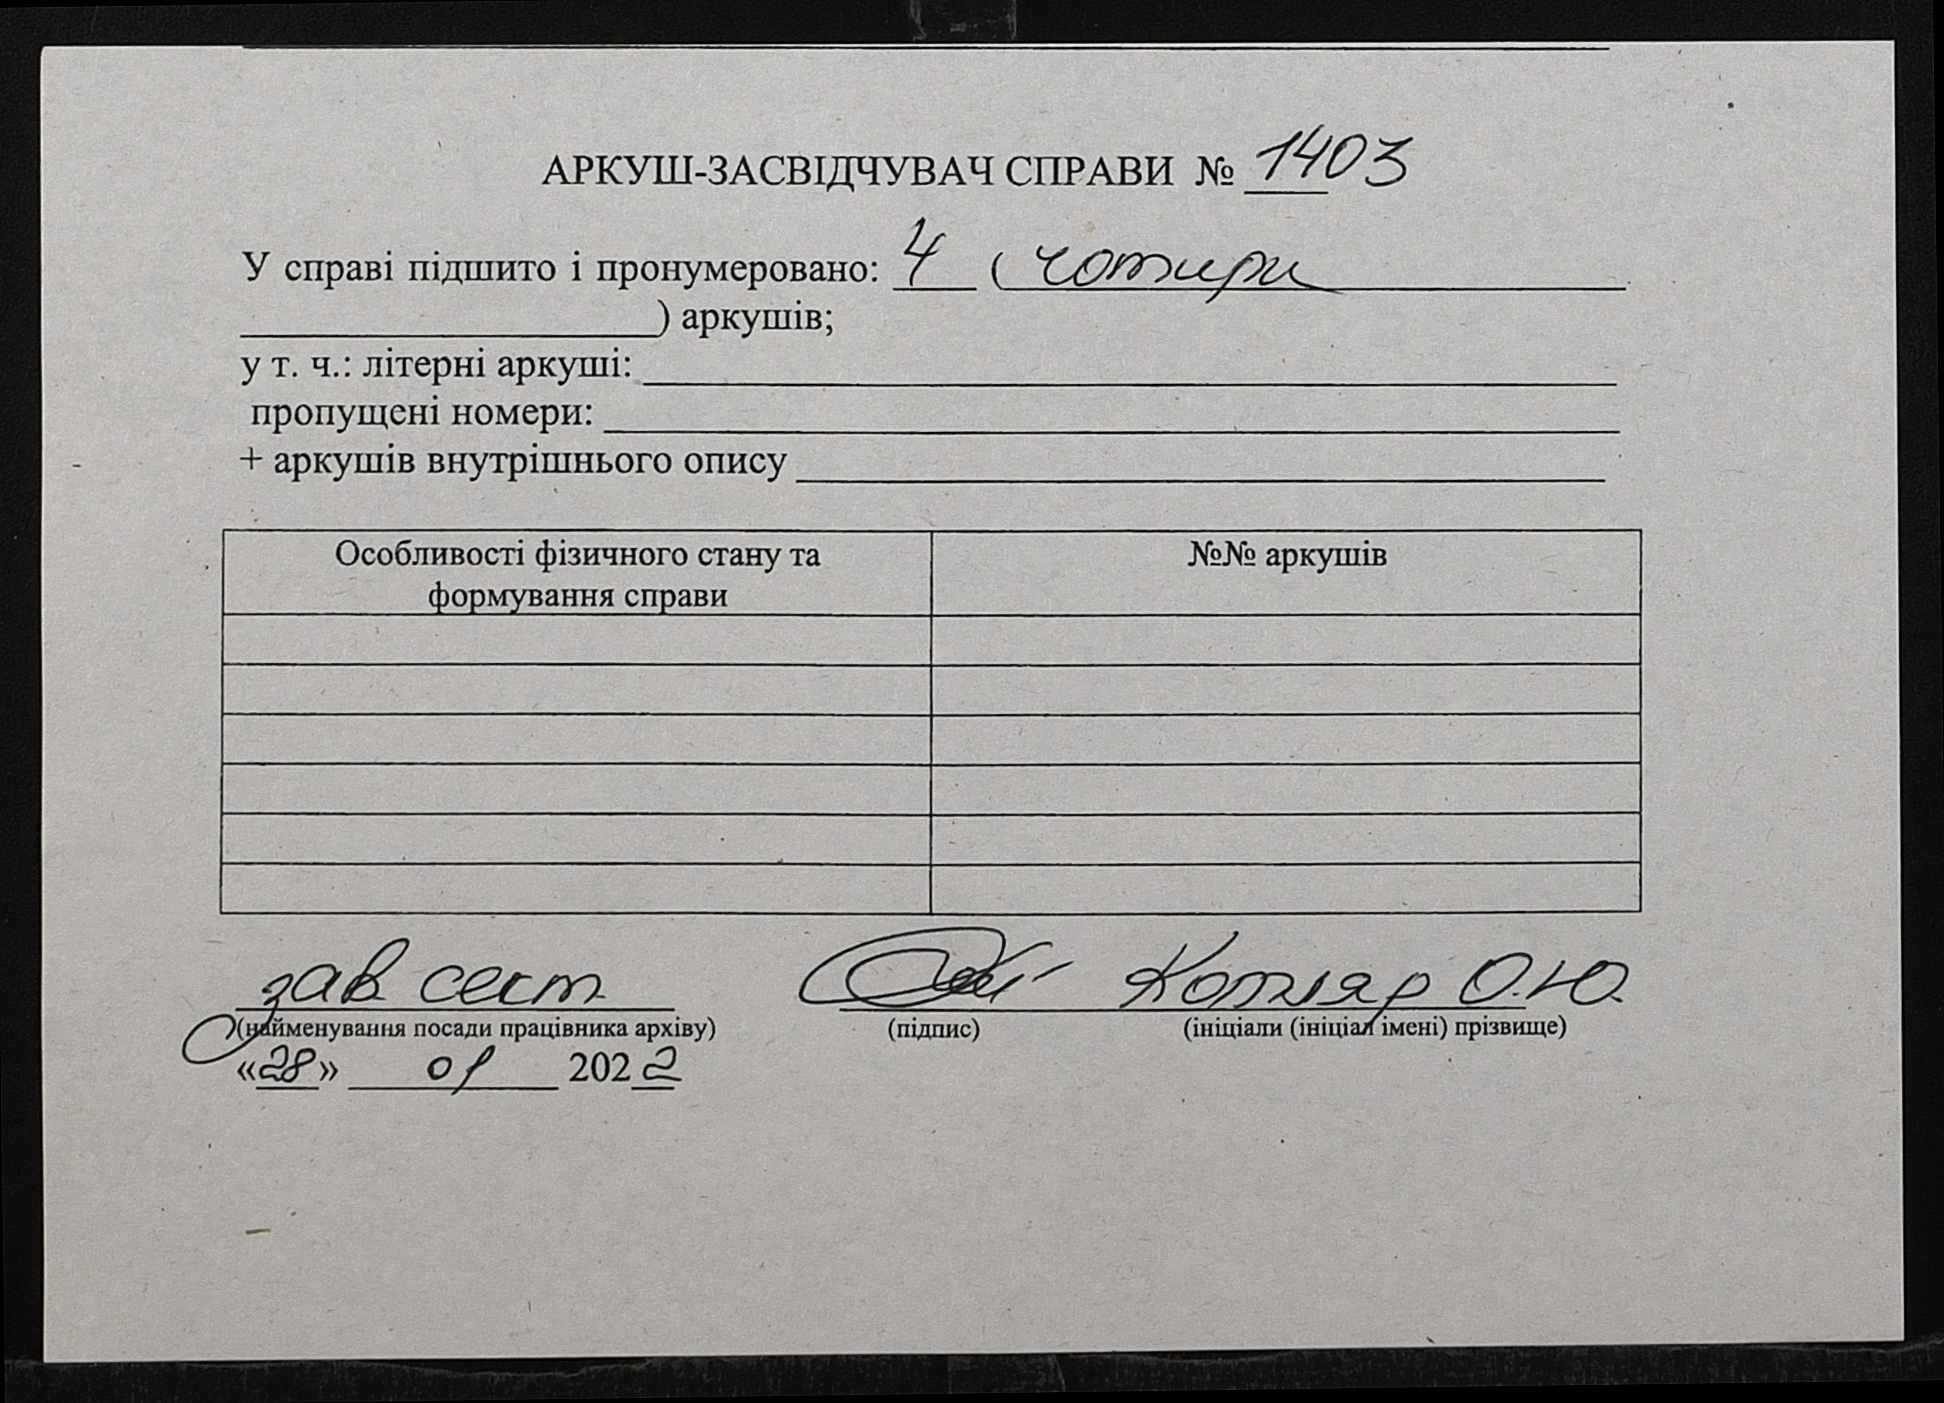 АРКУШ-ЗАСВІДЧУВАЧ СПРАВИ № 1403
У справі підшито і пронумеровано: 4 ( чотири
) аркушів;
у т. ч.: літерні аркуші:
пропущені номери:
+ аркушів внутрішнього опису
Особливості фізичного стану та
формування справи
№№ аркушів
зав сект Котляр О.Ю.
(найменування посади працівника архіву) (підпис) (ініціали (ініціал імені) прізвище)
«28» 01 2022